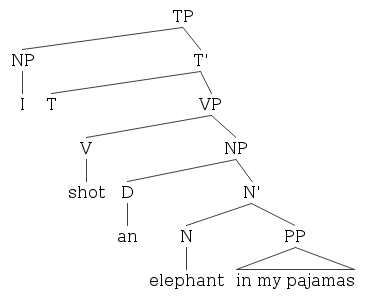 TP
NP T'
I T VP
V NP
shot D N'
an N PP
elephant in my pajamas